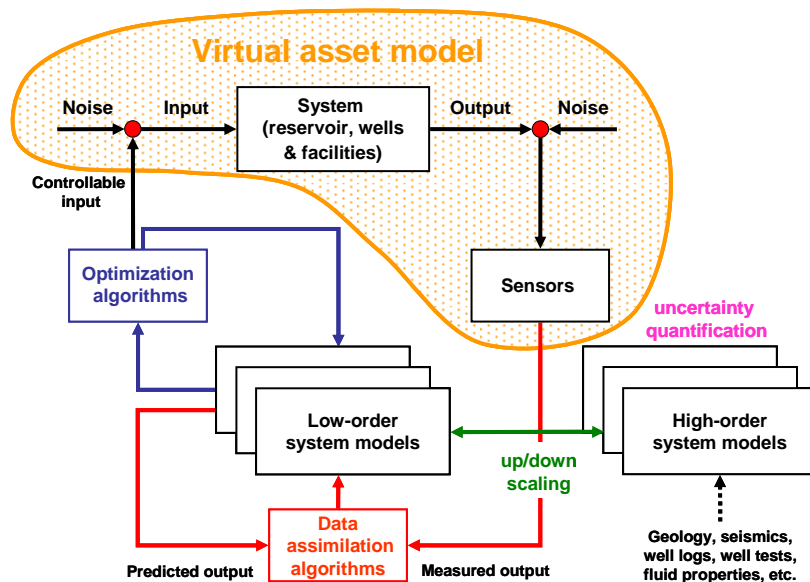 Virtual asset model
Noise
Input
System
(reservoir, wells
& facilities)
Output
Noise
Controllable
input
Optimization
algorithms
Sensors
uncertainty
quantification
Low-order
system models
High-order
system models
up/down
scaling
Data
assimilation
algorithms
Predicted output
Measured output
Geology, seismics,
well logs, well tests,
fluid properties, etc.